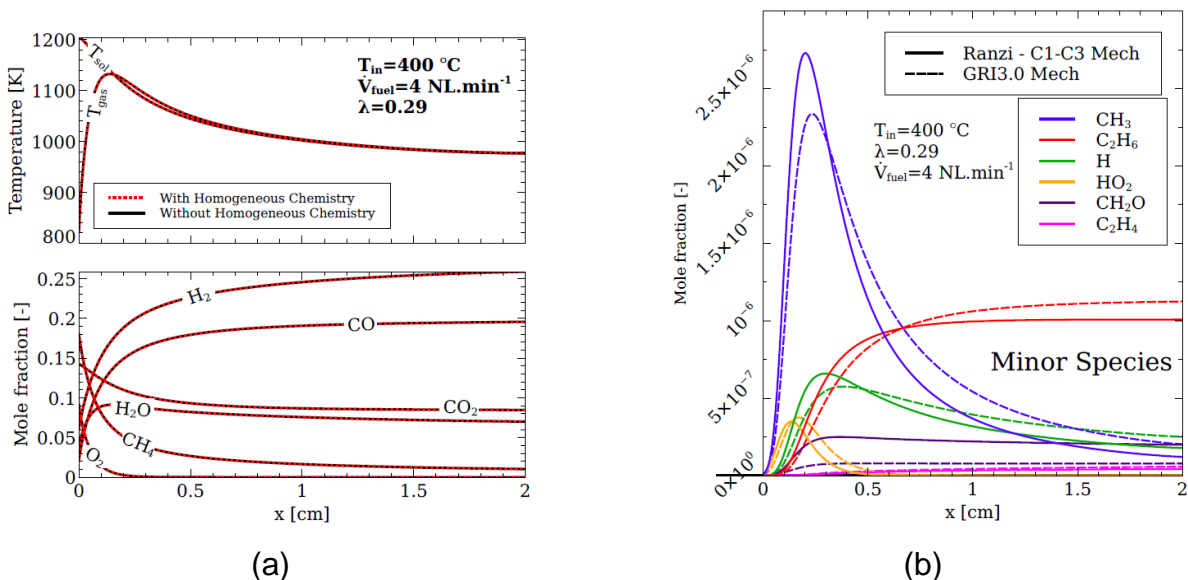 1200
1100
1000
900
800
Temperature [K]
T_sol
T_gas
T_in=400 °C
V̇_fuel=4 NL.min⁻¹
λ=0.29
With Homogeneous Chemistry
Without Homogeneous Chemistry
0.25
0.2
0.15
0.1
0.05
0
Mole fraction [-]
H₂
CO
H₂O
CO₂
CH₄
O₂
0 0.5 1 1.5 2
x [cm]
(a)
Ranzi - C1-C3 Mech
GRI3.0 Mech
CH₃
C₂H₆
H
HO₂
CH₂O
C₂H₄
T_in=400 °C
λ=0.29
V̇_fuel=4 NL.min⁻¹
2.5×10⁻⁶
2×10⁻⁶
1.5×10⁻⁶
1×10⁻⁶
5×10⁻⁷
0×10⁰
Mole fraction [-]
Minor Species
0 0.5 1 1.5 2
x [cm]
(b)